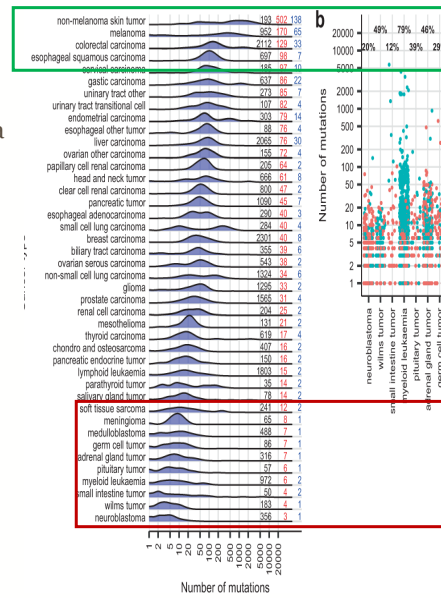 non-melanoma skin tumor 193 502 138
melanoma 952 170 65
colorectal carcinoma 2112 129 33
esophageal squamous carcinoma 697 98 7
cervical carcinoma 185 97 10
gastric carcinoma 637 86 22
urinary tract other 273 85 7
urinary tract transitional cell 107 82 4
endometrial carcinoma 303 79 14
esophageal other tumor 88 76 4
liver carcinoma 2065 76 30
ovarian other carcinoma 155 72 4
papillary cell renal carcinoma 205 64 2
head and neck tumor 666 61 8
clear cell renal carcinoma 800 47 2
pancreatic tumor 1090 45 7
esophageal adenocarcinoma 290 40 3
small cell lung carcinoma 284 40 4
breast carcinoma 2301 40 8
biliary tract carcinoma 355 39 6
ovarian serous carcinoma 543 38 2
non-small cell lung carcinoma 1324 34 6
glioma 1295 33 2
prostate carcinoma 1565 31 4
renal cell carcinoma 204 25 2
mesothelioma 131 21 2
thyroid carcinoma 619 17 4
chondro and osteosarcoma 407 16 2
pancreatic endocrine tumor 150 16 2
lymphoid leukaemia 1803 15 2
parathyroid tumor 35 14 2
salivary gland tumor 78 14 2
soft tissue sarcoma 241 12 2
meningioma 65 8 1
medulloblastoma 488 7 1
germ cell tumor 86 7 1
adrenal gland tumor 316 7 1
pituitary tumor 57 6 1
myeloid leukaemia 972 6 2
small intestine tumor 50 4 2
wilms tumor 183 4 1
neuroblastoma 356 3
1 2 5 10 20 50 100 200 500 1000 2000 5000 10000 20000
Number of mutations
b
49% 79% 46%
20% 12% 39% 29
20000
10000
5000
2000
1000
500
200
100
50
20
10
5
2
1
Number of mutations
neuroblastoma
wilms tumor
small intestine tumor
myeloid leukaemia
pituitary tumor
adrenal gland tumor
germ cell tumor